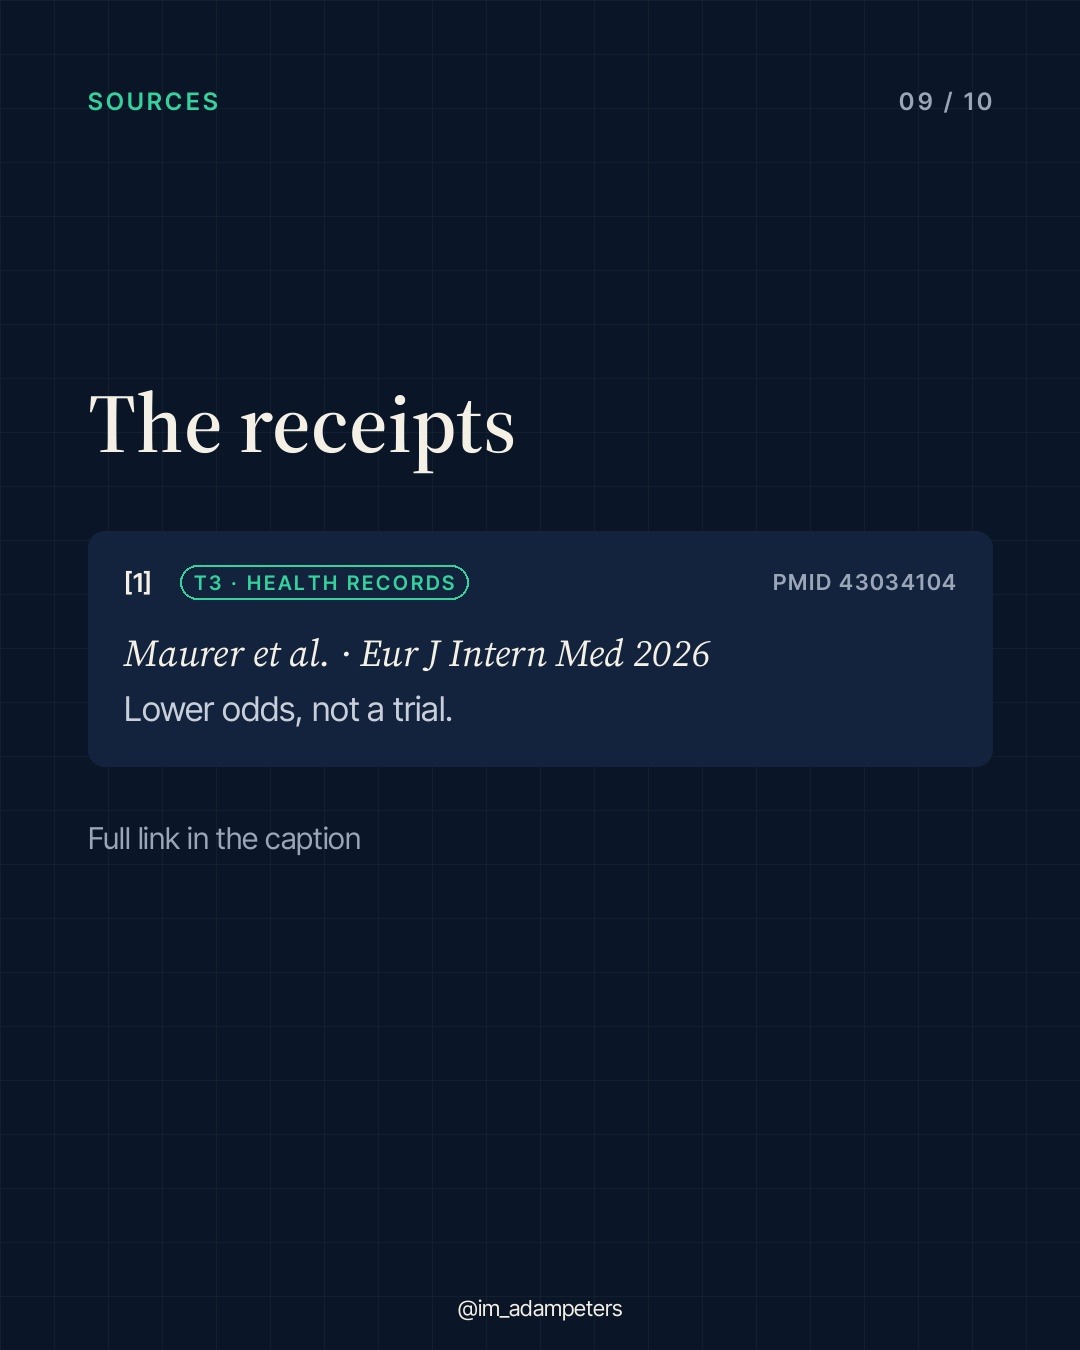 SOURCES
09 / 10
The receipts
[1] T3 · HEALTH RECORDS PMID 43034104
Maurer et al. · Eur J Intern Med 2026
Lower odds, not a trial.
Full link in the caption
@im_adampeters